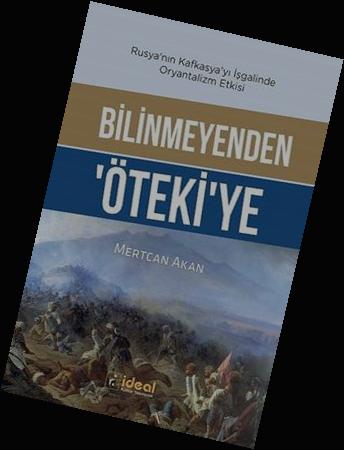 Rusya'nın Kafkasya'yı İşgalinde
Oryantalizm Etkisi
BİLİNMEYENDEN
'ÖTEKİ'YE
MERTCAN AKAN
ideal